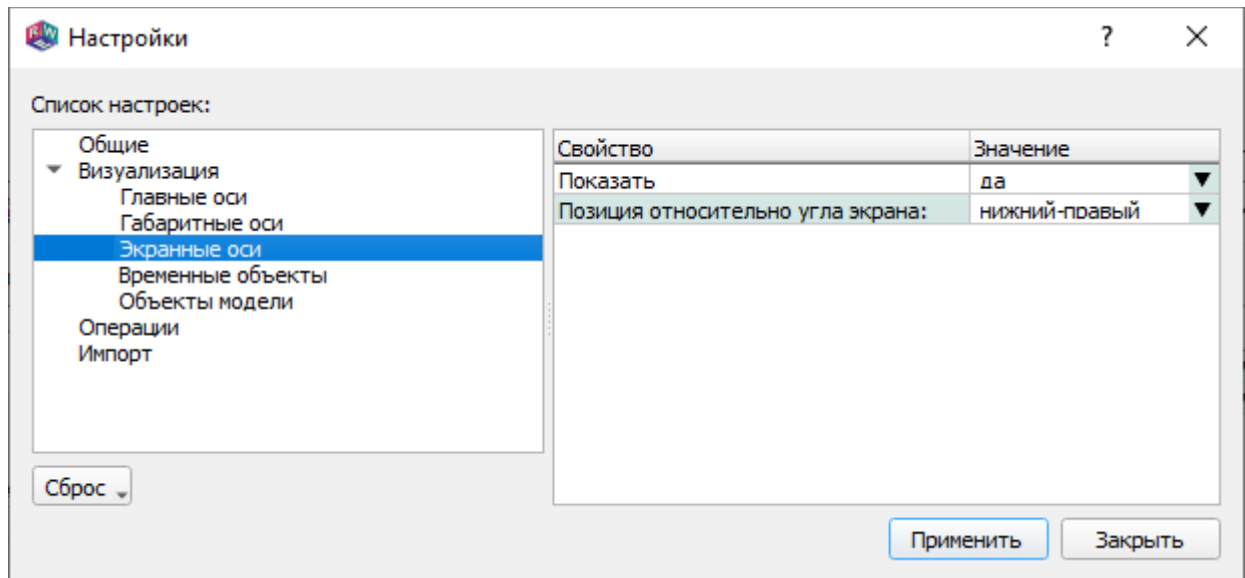 Настройки
Список настроек:
Общие
Визуализация
Главные оси
Габаритные оси
Экранные оси
Временные объекты
Объекты модели
Операции
Импорт
Сброс
Свойство Значение
Показать да
Позиция относительно угла экрана: нижний-правый
Применить Закрыть